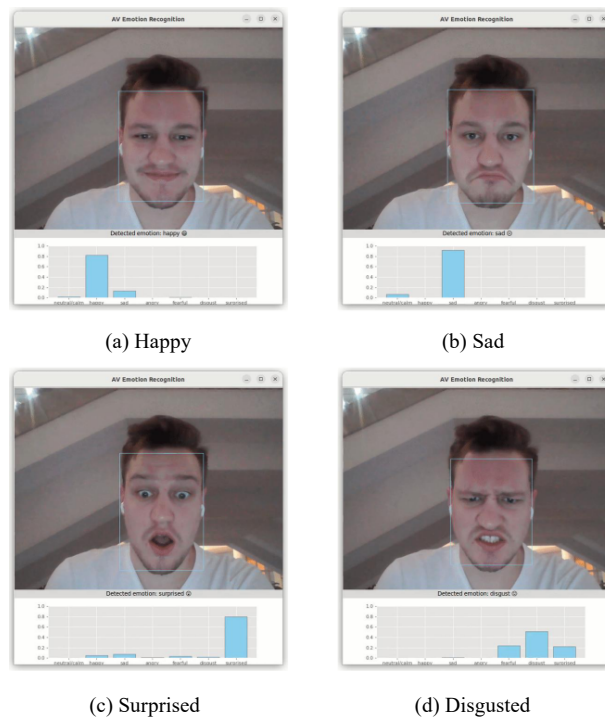 AV Emotion Recognition
Detected emotion: happy 😄
1.0
0.8
0.6
0.4
0.2
0.0
neutral/calm happy sad angry fearful disgust surprised
(a) Happy
AV Emotion Recognition
Detected emotion: sad ☹
1.0
0.8
0.6
0.4
0.2
0.0
neutral/calm happy sad angry fearful disgust surprised
(b) Sad
AV Emotion Recognition
Detected emotion: surprised 😮
1.0
0.8
0.6
0.4
0.2
0.0
neutral/calm happy sad angry fearful disgust surprised
(c) Surprised
AV Emotion Recognition
Detected emotion: disgust ☹
1.0
0.8
0.6
0.4
0.2
0.0
neutral/calm happy sad angry fearful disgust surprised
(d) Disgusted